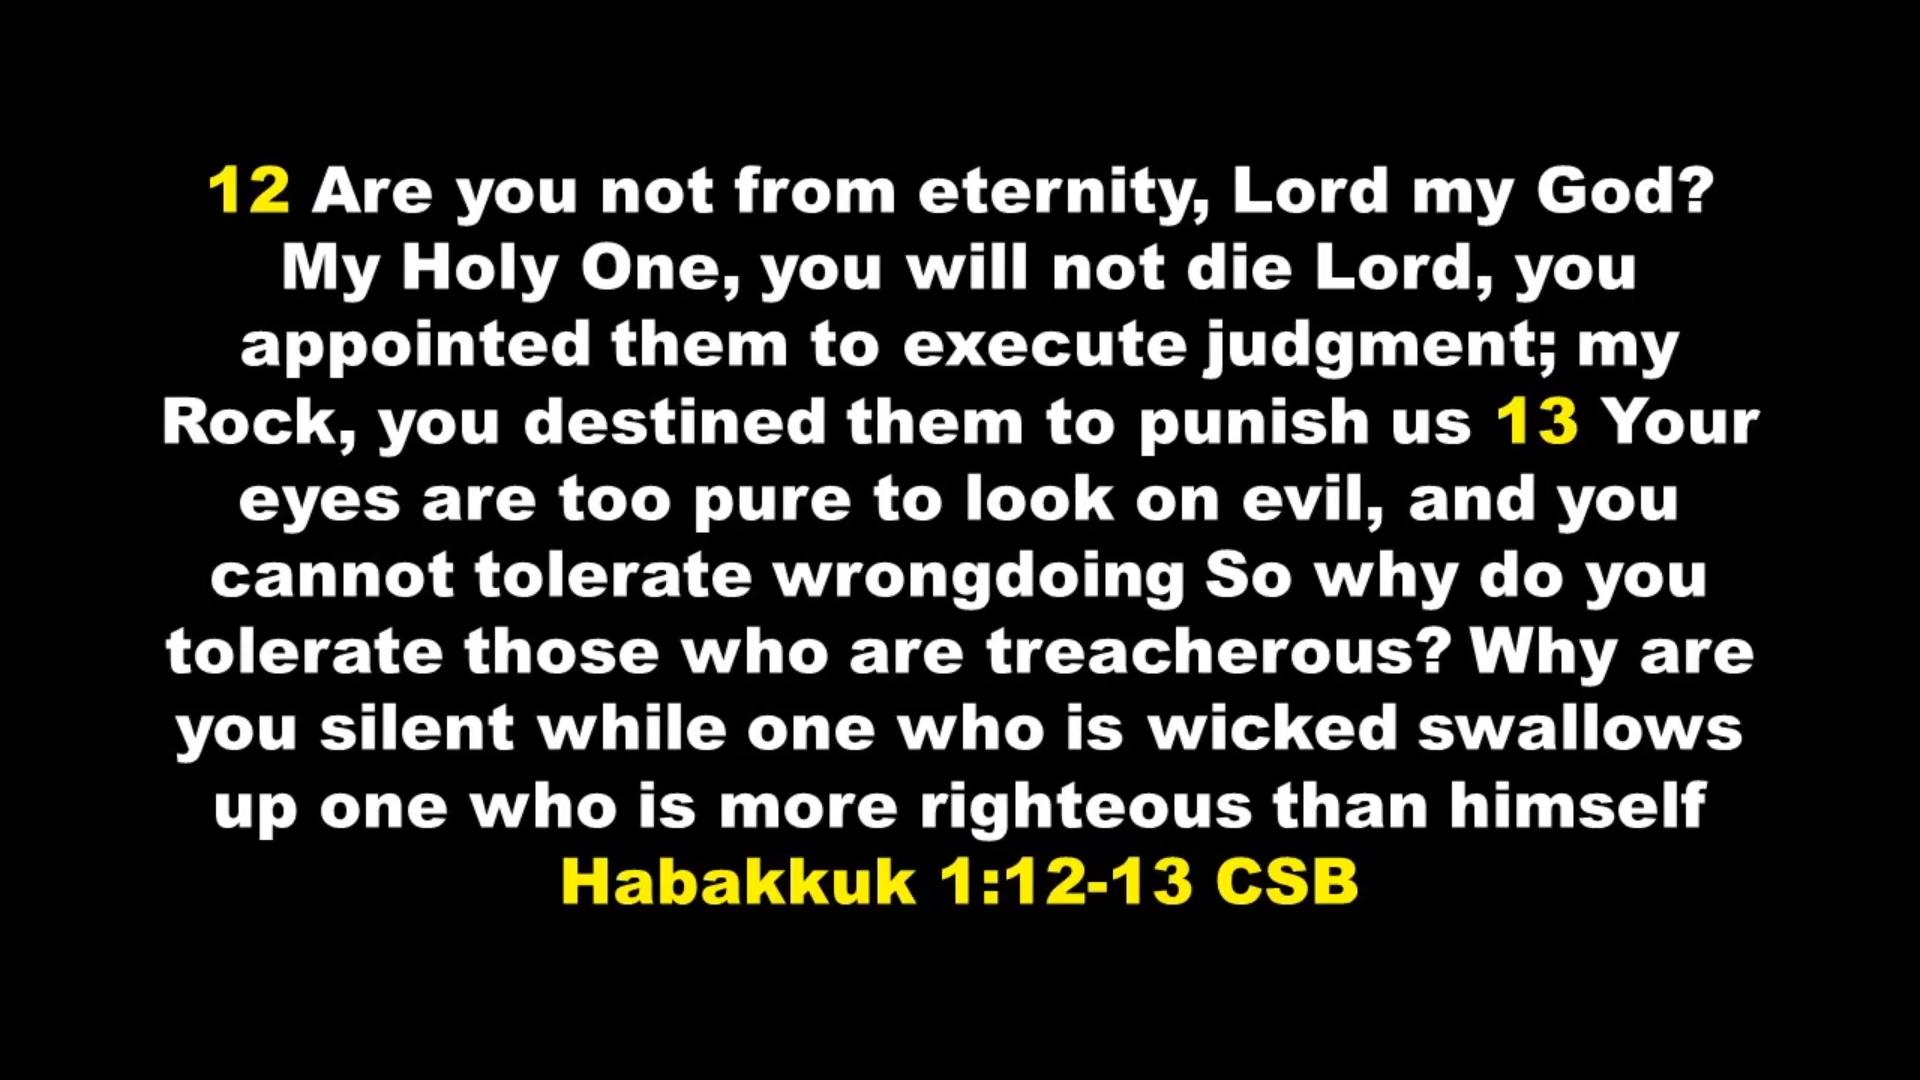 12 Are you not from eternity, Lord my God?
My Holy One, you will not die Lord, you
appointed them to execute judgment; my
Rock, you destined them to punish us 13 Your
eyes are too pure to look on evil, and you
cannot tolerate wrongdoing So why do you
tolerate those who are treacherous? Why are
you silent while one who is wicked swallows
up one who is more righteous than himself
Habakkuk 1:12-13 CSB